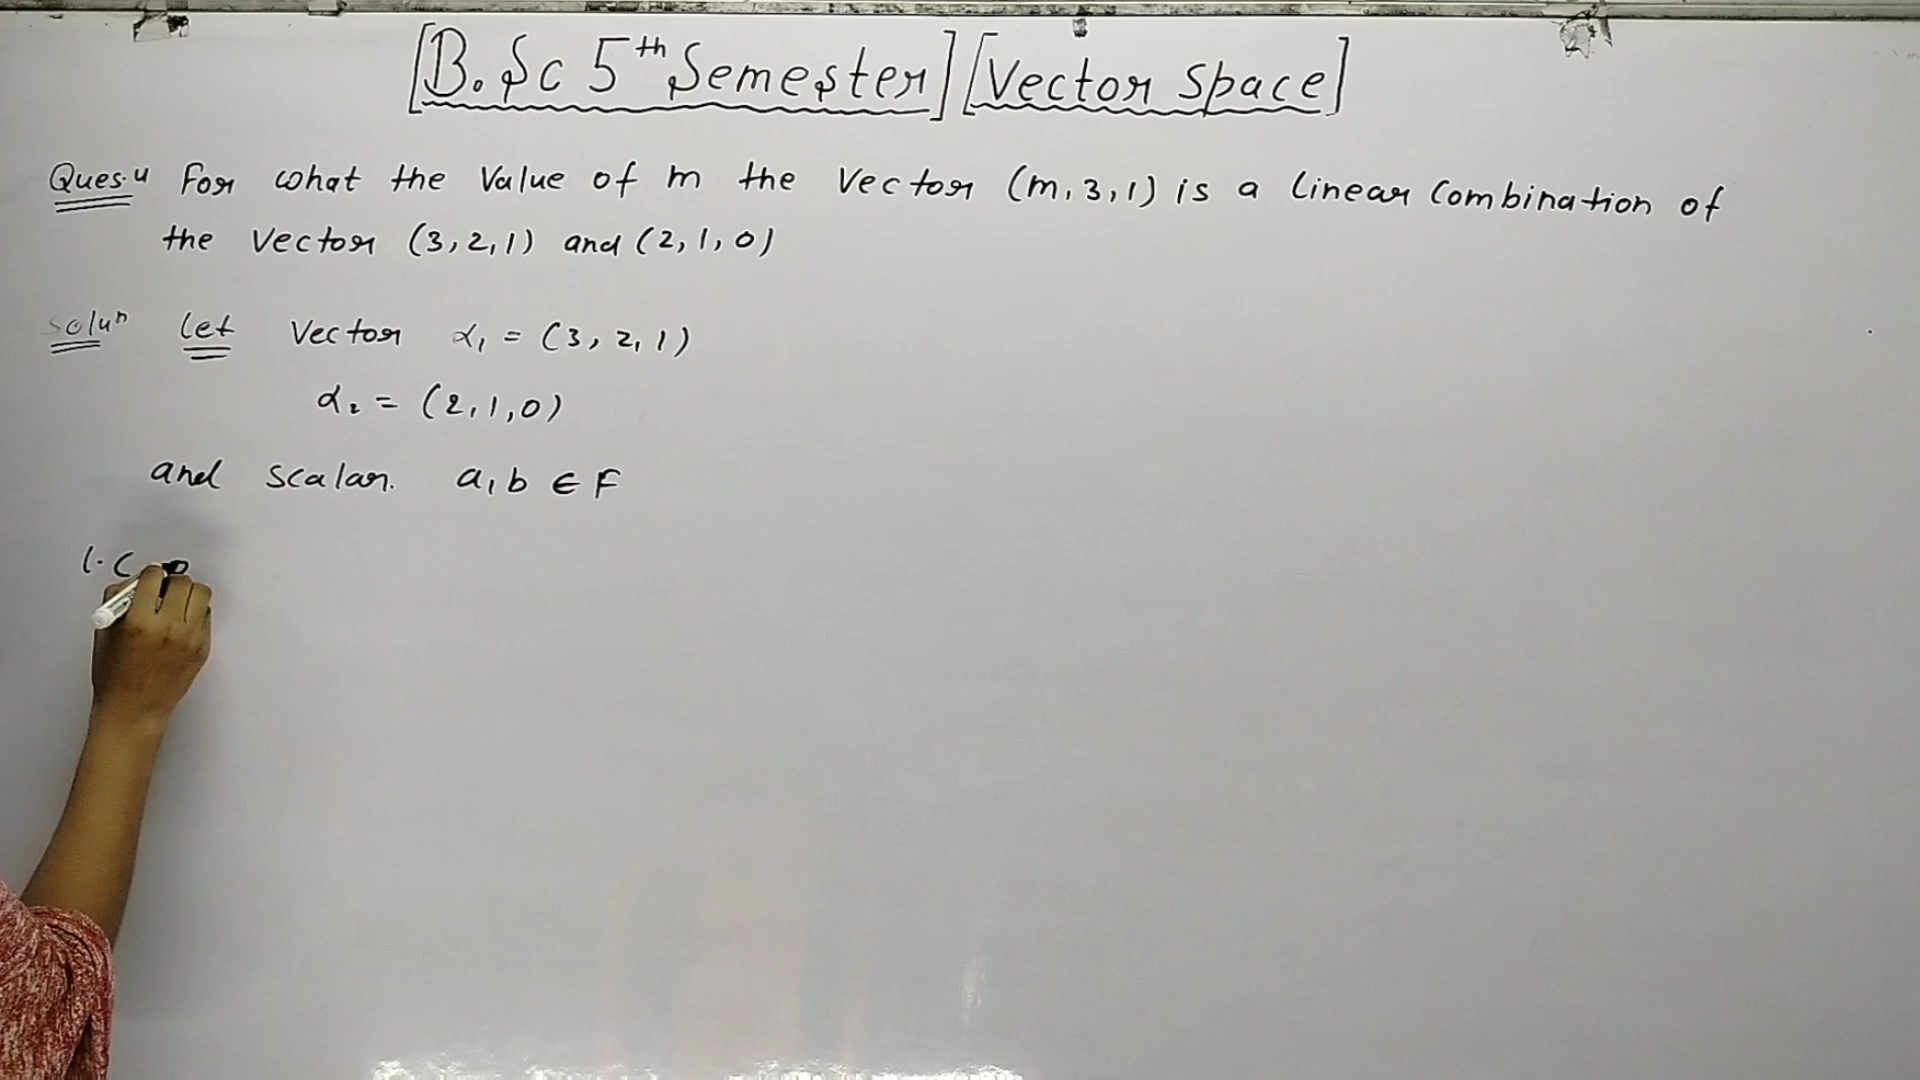 [B.Sc 5th Semester] [Vector Space]
Ques:4 For what the Value of m the Vector (m,3,1) is a linear Combination of
the Vector (3,2,1) and (2,1,0)
Soluⁿ Let Vector α₁ = (3, 2, 1)
α₂ = (2,1,0)
and scalar. a,b ∈ F
l.C